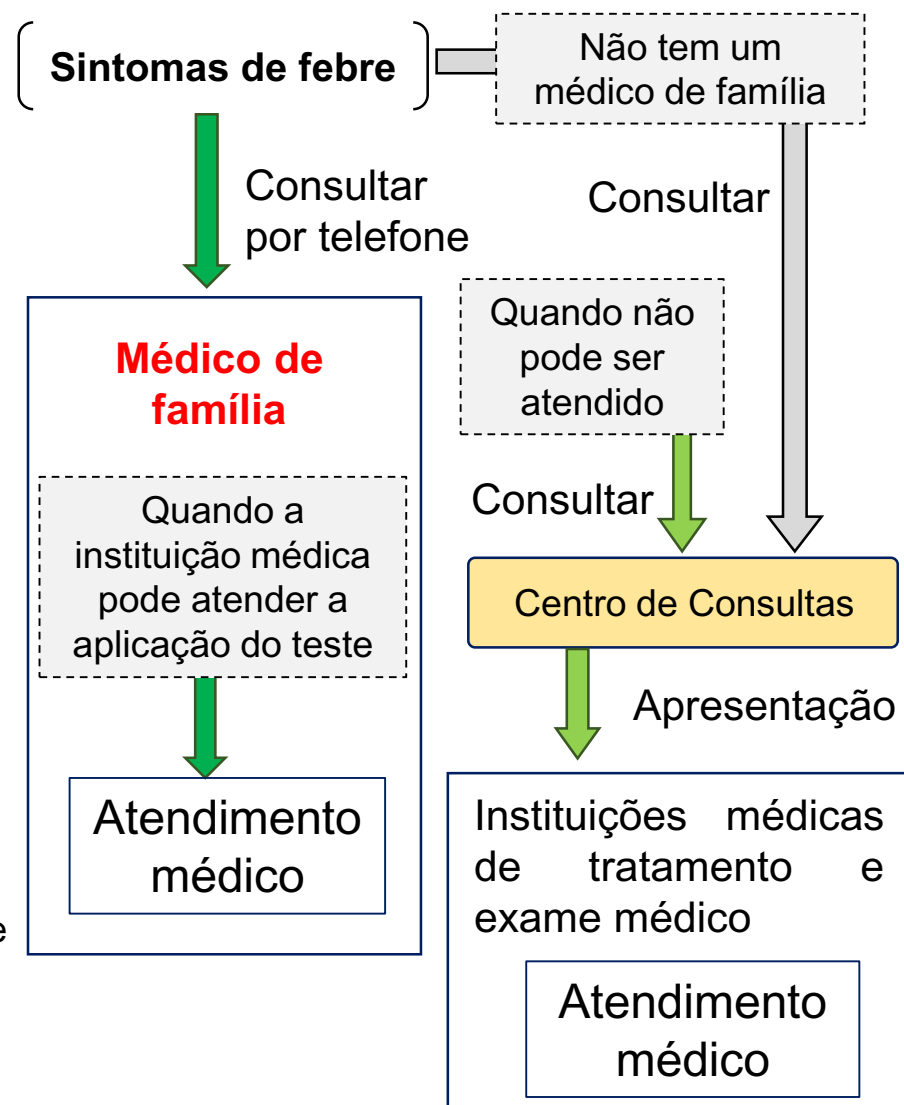 Sintomas de febre
Não tem um
médico de família
Consultar
por telefone
Consultar
Médico de
família
Quando a
instituição médica
pode atender a
aplicação do teste
Atendimento
médico
Quando não
pode ser
atendido
Consultar
Centro de Consultas
Apresentação
Instituições médicas
de tratamento e
exame médico
Atendimento
médico
e